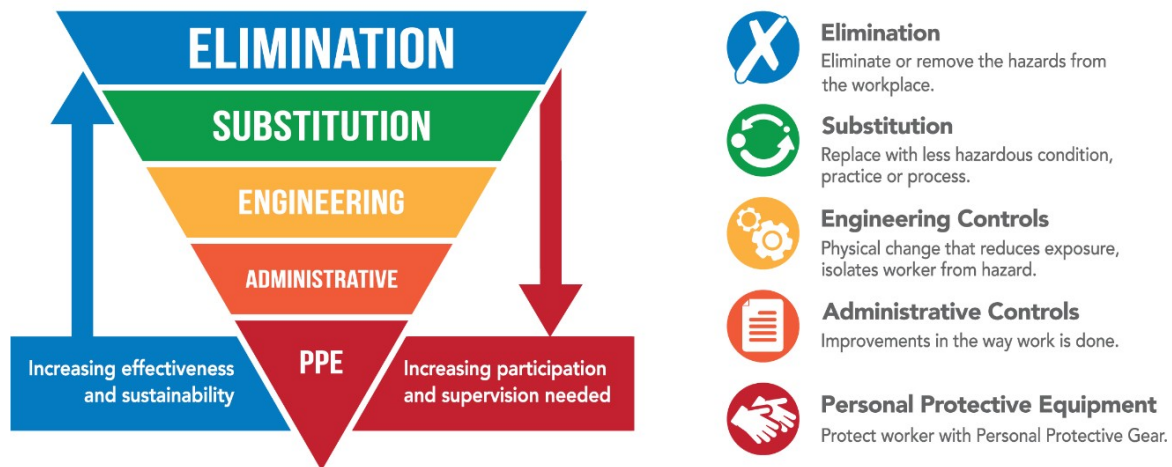 ELIMINATION
SUBSTITUTION
ENGINEERING
ADMINISTRATIVE
PPE
Increasing effectiveness
and sustainability
Increasing participation
and supervision needed
Elimination
Eliminate or remove the hazards from
the workplace.
Substitution
Replace with less hazardous condition,
practice or process.
Engineering Controls
Physical change that reduces exposure,
isolates worker from hazard.
Administrative Controls
Improvements in the way work is done.
Personal Protective Equipment
Protect worker with Personal Protective Gear.